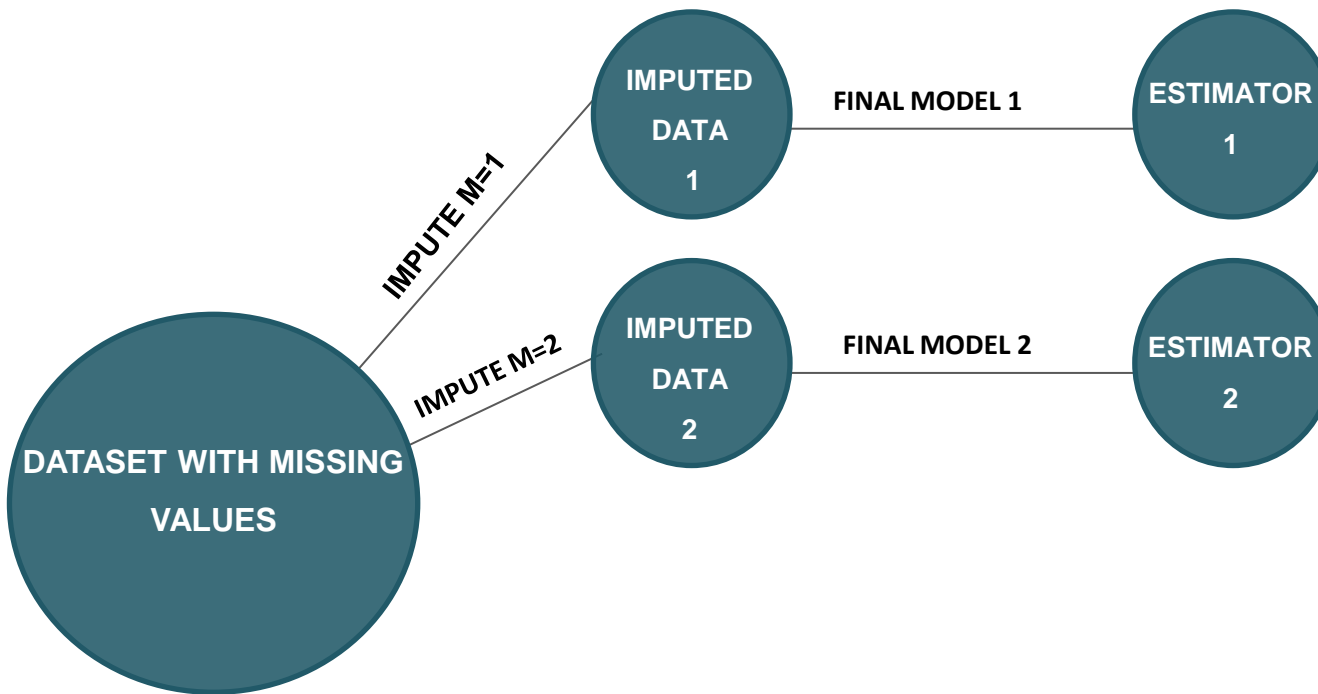 IMPUTED
DATA
1
FINAL MODEL 1
ESTIMATOR
1
IMPUTE M=1
IMPUTED
DATA
2
FINAL MODEL 2
ESTIMATOR
2
IMPUTE M=2
DATASET WITH MISSING
VALUES